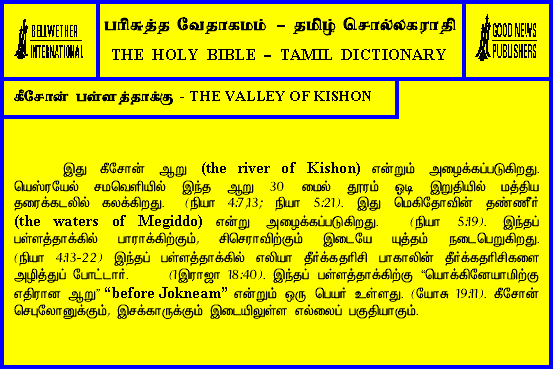 BELLWETHER
INTERNATIONAL
பரிசுத்த வேதாகமம் – தமிழ் சொல்லகராதி
THE HOLY BIBLE – TAMIL DICTIONARY
GOOD NEWS
PUBLISHERS
கீசோன் பள்ளத்தாக்கு - THE VALLEY OF KISHON
இது கீசோன் ஆறு (the river of Kishon) என்றும் அழைக்கப்படுகிறது.
யெஸ்ரயேல் சமவெளியில் இந்த ஆறு 30 மைல் தூரம் ஓடி இறுதியில் மத்திய
தரைக்கடலில் கலக்கிறது. (நியா 4:7,13; நியா 5:21). இது மெகிதோவின் தண்ணீர்
(the waters of Megiddo) என்று அழைக்கப்படுகிறது. (நியா 5:19). இந்தப்
பள்ளத்தாக்கில் பாராக்கிற்கும், சிசெராவிற்கும் இடையே யுத்தம் நடைபெறுகிறது.
(நியா 4:13-22) இந்தப் பள்ளத்தாக்கில் எலியா தீர்க்கதரிசி பாகாலின் தீர்க்கதரிசிகளை
அழித்துப் போட்டார். (1இராஜா 18:40). இந்தப் பள்ளத்தாக்கிற்கு “யொக்கினேயாமிற்கு
எதிரான ஆறு” “before Jokneam” என்றும் ஒரு பெயர் உள்ளது. (யோசு 19:11). கீசோன்
செபுலோனுக்கும், இசக்காருக்கும் இடையிலுள்ள எல்லைப் பகுதியாகும்.